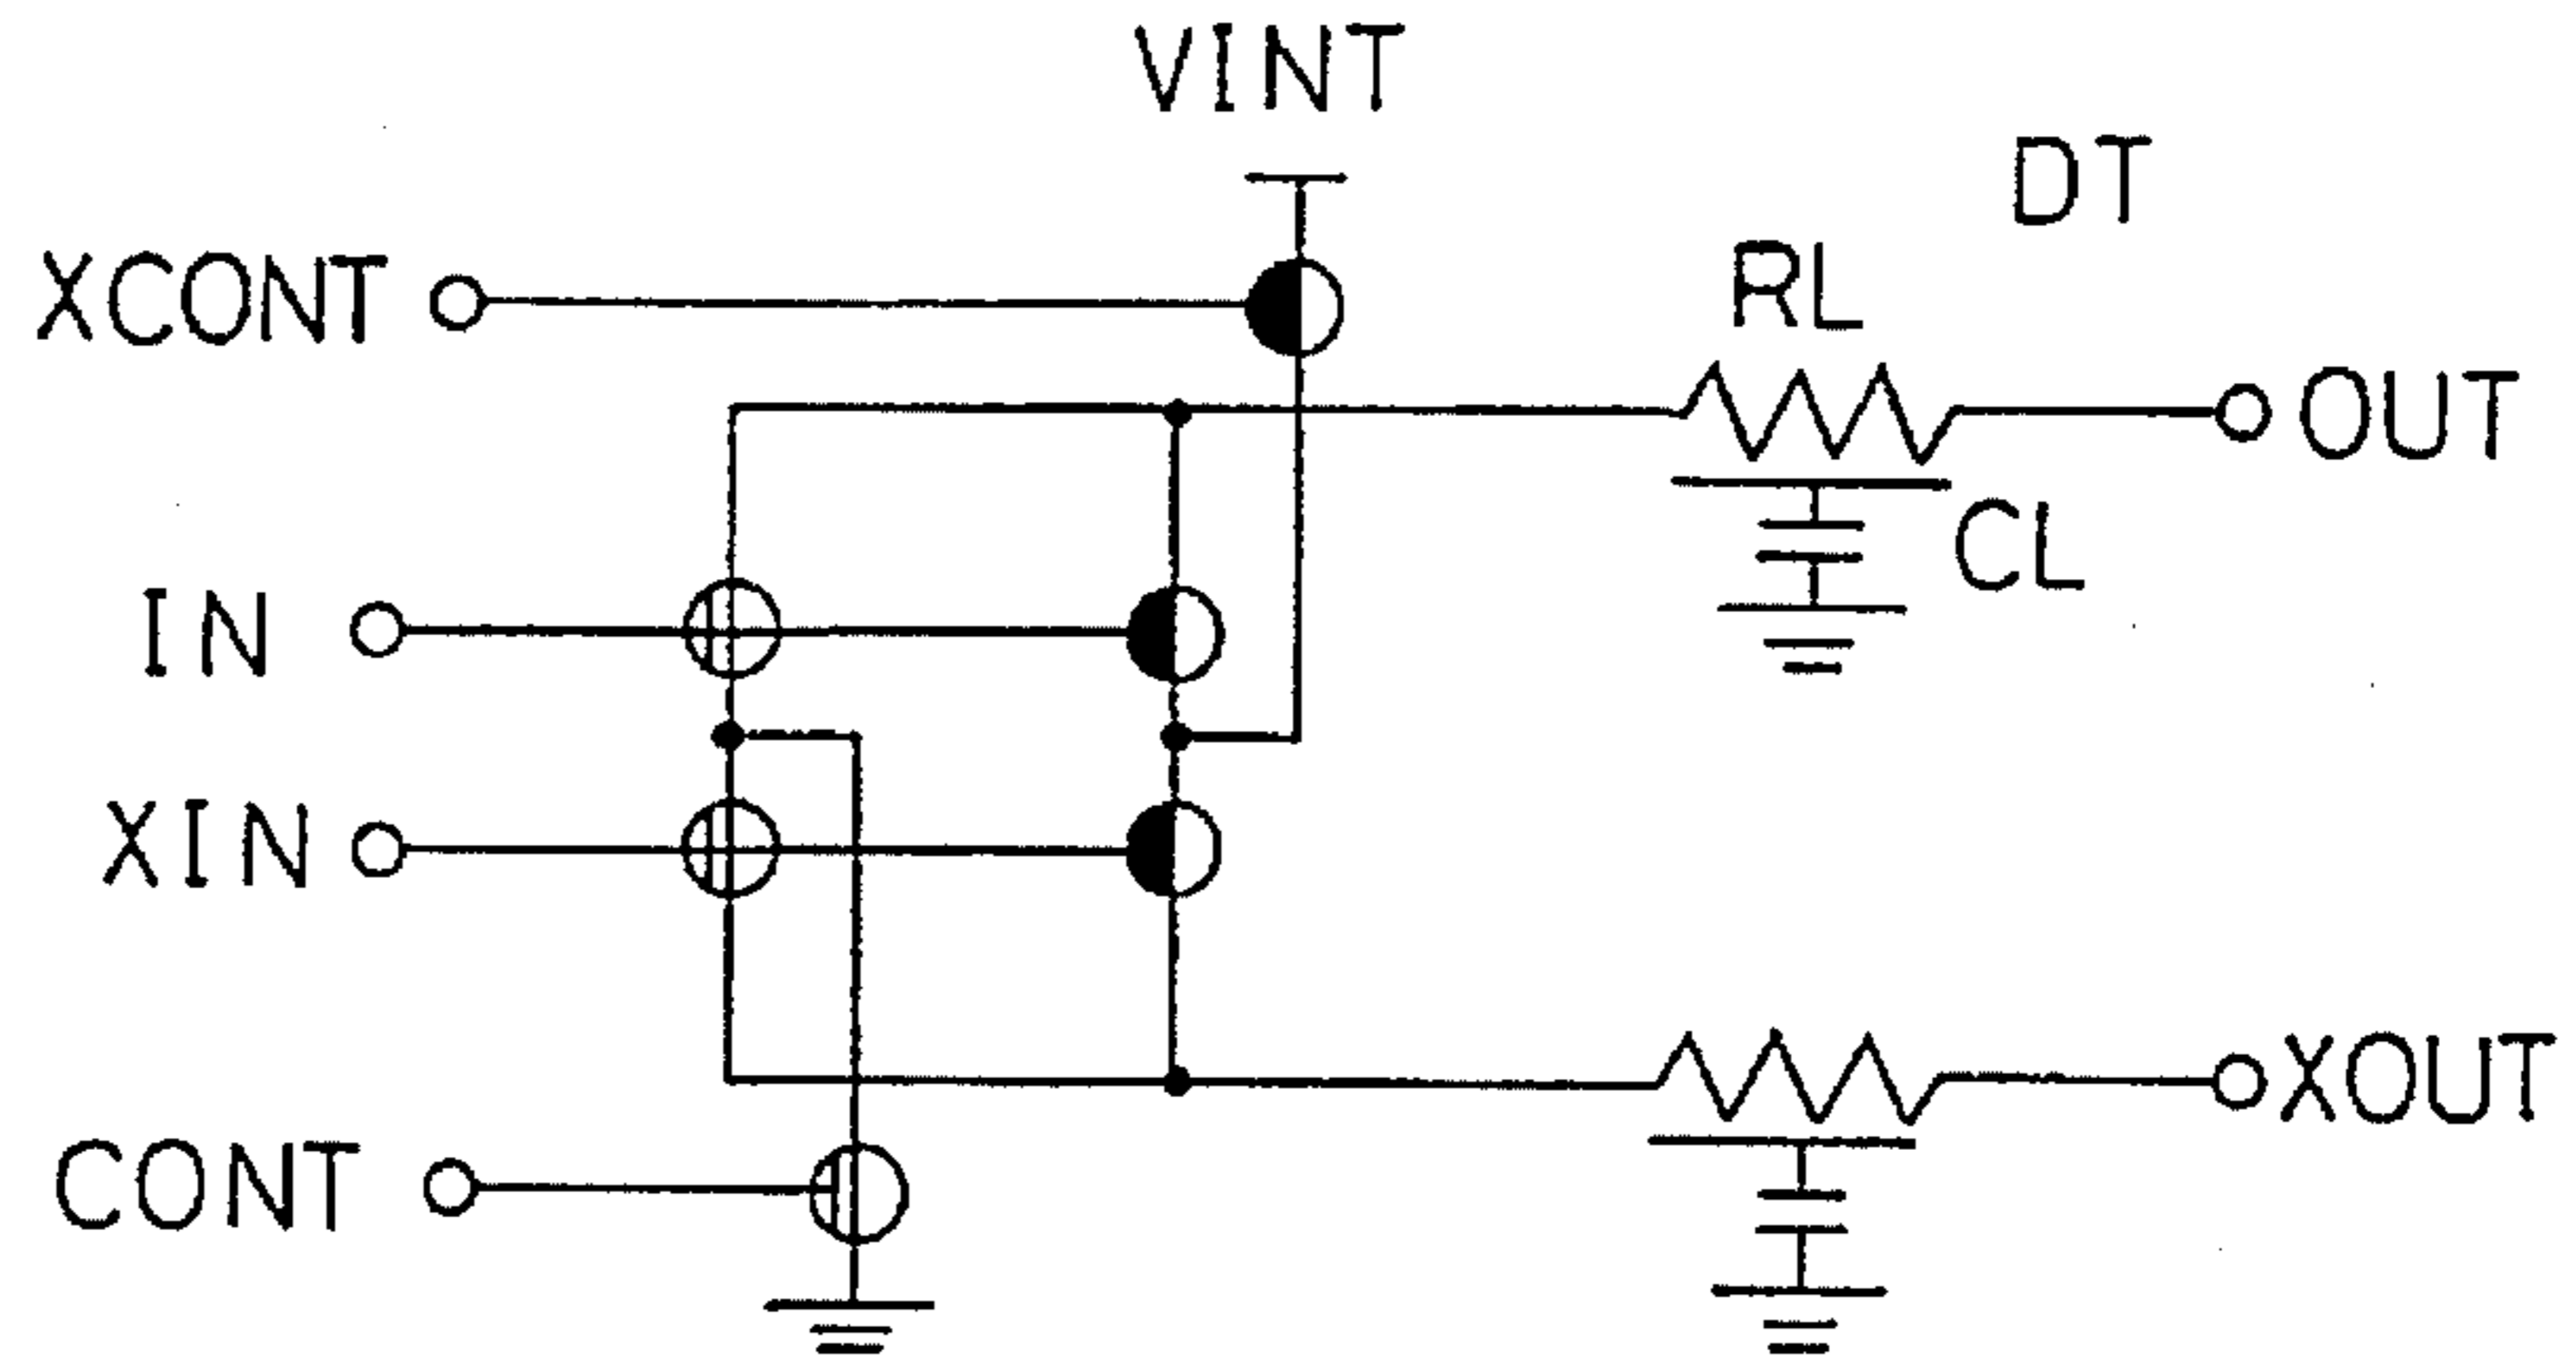 VINT
DT
XCONT
RL
OUT
CL
IN
XIN
XOUT
CONT